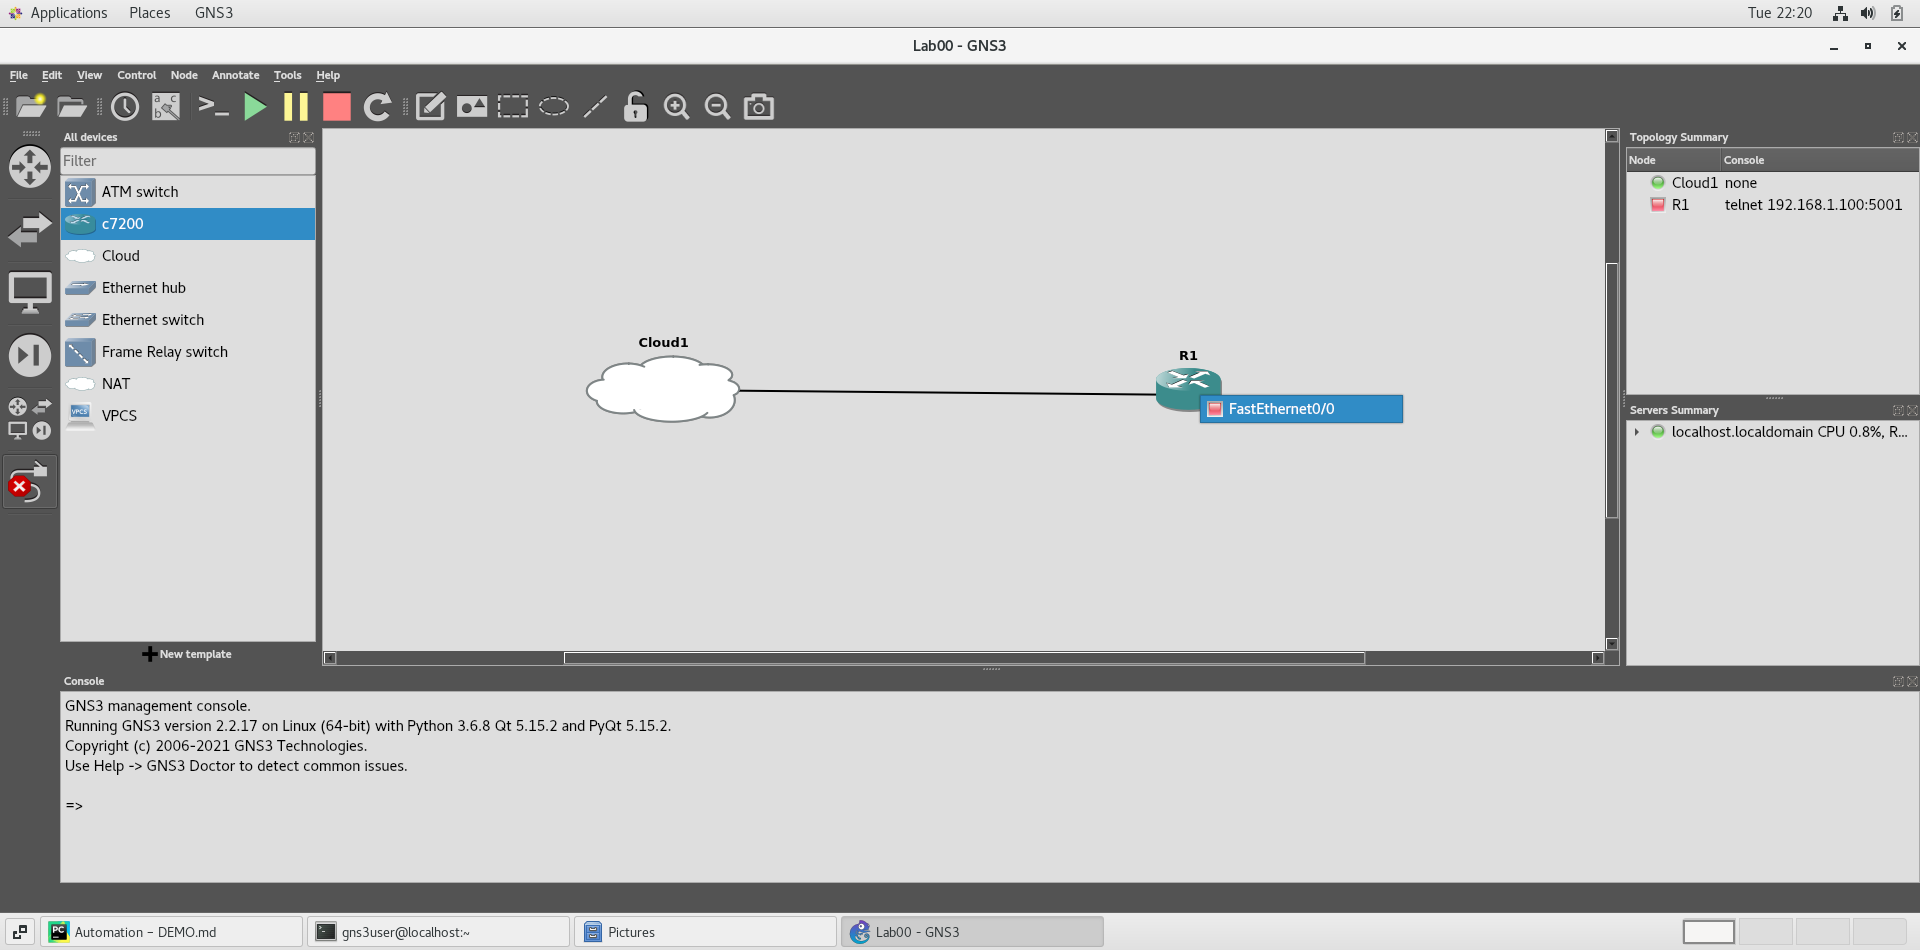 Applications Places GNS3 Tue 22:20
Lab00 - GNS3
File Edit View Control Node Annotate Tools Help
All devices
Filter
ATM switch
c7200
Cloud
Ethernet hub
Ethernet switch
Frame Relay switch
NAT
VPCS
VPCS
New template
Cloud1
R1
FastEthernet0/0
Topology Summary
Node Console
Cloud1 none
R1 telnet 192.168.1.100:5001
Servers Summary
localhost.localdomain CPU 0.8%, R...
Console
GNS3 management console.
Running GNS3 version 2.2.17 on Linux (64-bit) with Python 3.6.8 Qt 5.15.2 and PyQt 5.15.2.
Copyright (c) 2006-2021 GNS3 Technologies.
Use Help -> GNS3 Doctor to detect common issues.
=>
PC Automation – DEMO.md gns3user@localhost:~ Pictures Lab00 - GNS3